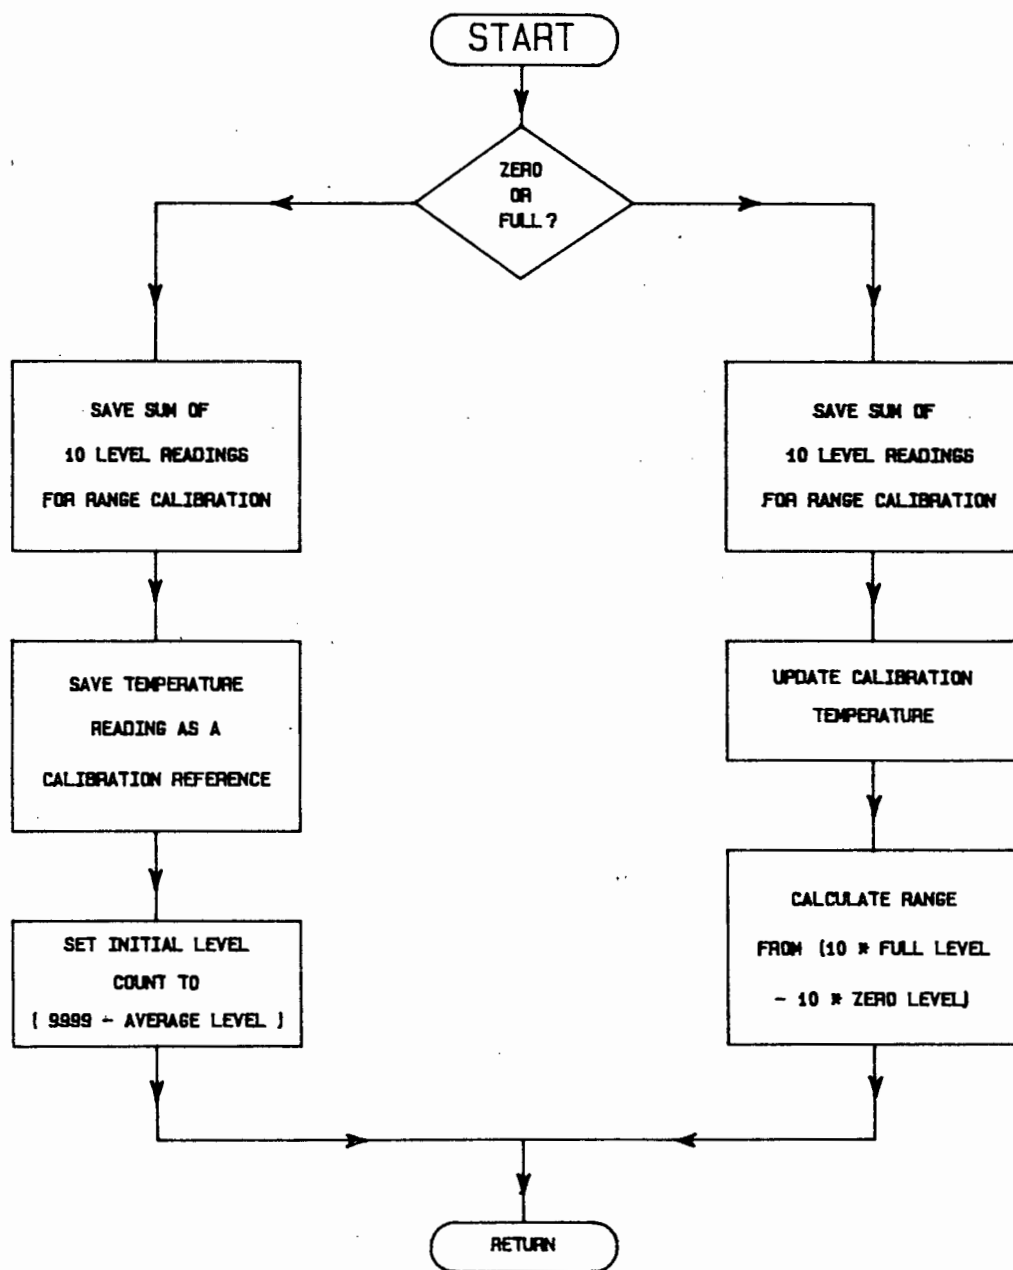 START
ZERO
OR
FULL?
SAVE SUM OF
10 LEVEL READINGS
FOR RANGE CALIBRATION
SAVE TEMPERATURE
READING AS A
CALIBRATION REFERENCE
SET INITIAL LEVEL
COUNT TO
( 9999 - AVERAGE LEVEL )
SAVE SUM OF
10 LEVEL READINGS
FOR RANGE CALIBRATION
UPDATE CALIBRATION
TEMPERATURE
CALCULATE RANGE
FROM (10 * FULL LEVEL
- 10 * ZERO LEVEL)
RETURN